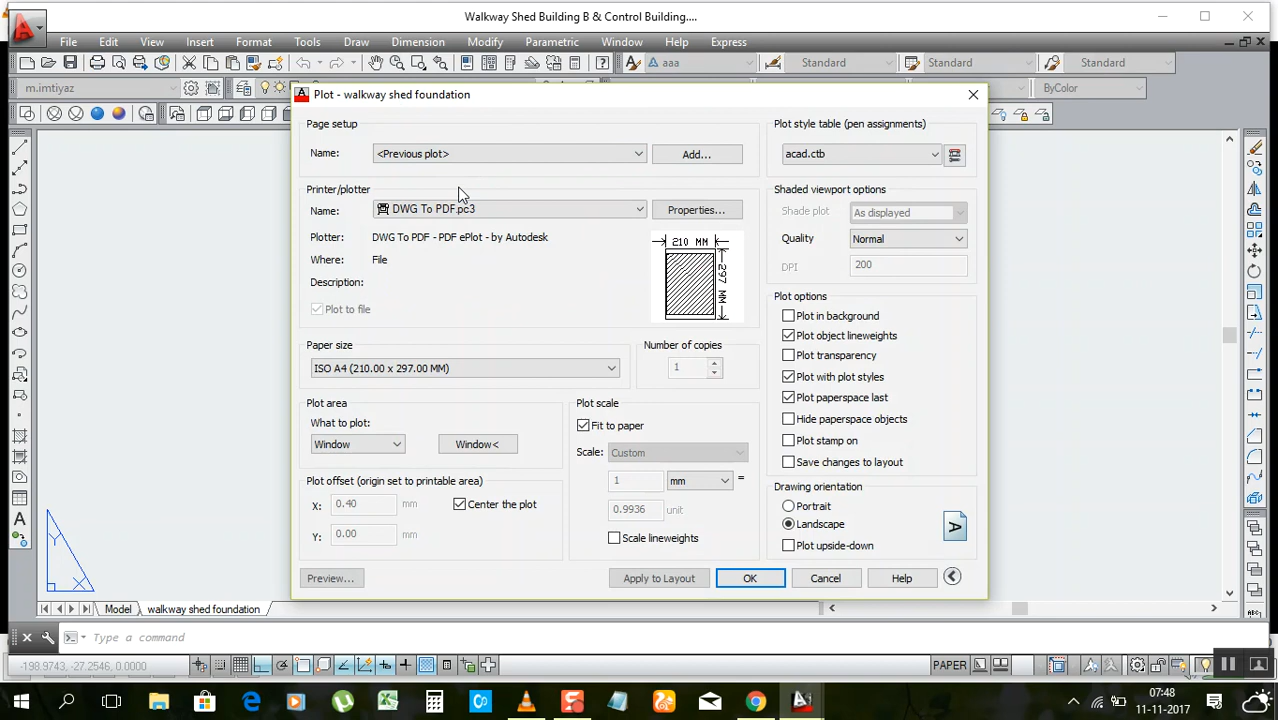 Walkway Shed Building B & Control Building....
File Edit View Insert Format Tools Draw Dimension Modify Parametric Window Help Express
aaa Standard Standard Standard
m.imtiyaz ByColor
Plot - walkway shed foundation
Page setup
Name: <Previous plot> Add...
Plot style table (pen assignments)
acad.ctb
Printer/plotter
Name: DWG To PDF.pc3 Properties...
Plotter: DWG To PDF - PDF ePlot - by Autodesk
Where: File
Description:
Plot to file
210 MM
297 MM
Shaded viewport options
Shade plot As displayed
Quality Normal
DPI 200
Paper size
ISO A4 (210.00 x 297.00 MM)
Number of copies
1
Plot options
Plot in background
Plot object lineweights
Plot transparency
Plot with plot styles
Plot paperspace last
Hide paperspace objects
Plot stamp on
Save changes to layout
Plot area
What to plot:
Window Window<
Plot scale
Fit to paper
Scale: Custom
1 mm =
0.9936 unit
Scale lineweights
Plot offset (origin set to printable area)
X: 0.40 mm Center the plot
Y: 0.00 mm
Drawing orientation
Portrait
Landscape
Plot upside-down
A
Preview... Apply to Layout OK Cancel Help
Y
X
Model walkway shed foundation
Type a command
-198.9743, -27.2546, 0.0000 PAPER
07:48
11-11-2017